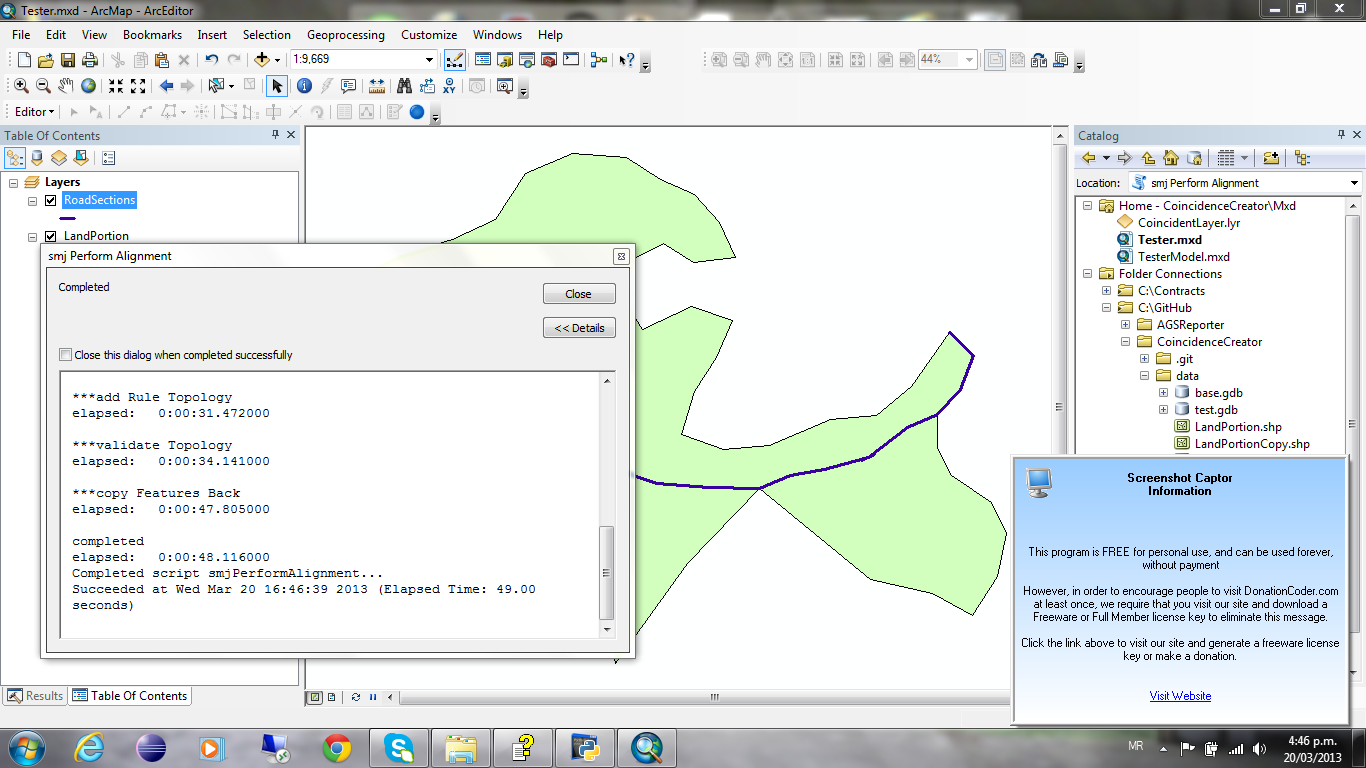 Tester.mxd - ArcMap - ArcEditor
File Edit View Bookmarks Insert Selection Geoprocessing Customize Windows Help
1:9,669
44%
Editor
Table Of Contents
Layers
RoadSections
LandPortion
smj Perform Alignment
Completed
Close
<< Details
Close this dialog when completed successfully
***add Rule Topology
elapsed: 0:00:31.472000
***validate Topology
elapsed: 0:00:34.141000
***copy Features Back
elapsed: 0:00:47.805000
completed
elapsed: 0:00:48.116000
Completed script smjPerformAlignment...
Succeeded at Wed Mar 20 16:46:39 2013 (Elapsed Time: 49.00
seconds)
Results Table Of Contents
Catalog
Location: smj Perform Alignment
Home - CoincidenceCreator\Mxd
CoincidentLayer.lyr
Tester.mxd
TesterModel.mxd
Folder Connections
C:\Contracts
C:\GitHub
AGSReporter
CoincidenceCreator
.git
data
base.gdb
test.gdb
LandPortion.shp
LandPortionCopy.shp
Screenshot Captor
Information
This program is FREE for personal use, and can be used forever,
without payment
However, in order to encourage people to visit DonationCoder.com
at least once, we require that you visit our site and download a
Freeware or Full Member license key to eliminate this message.
Click the link above to visit our site and generate a freeware license
key or make a donation.
Visit Website
MR
4:46 p.m.
20/03/2013